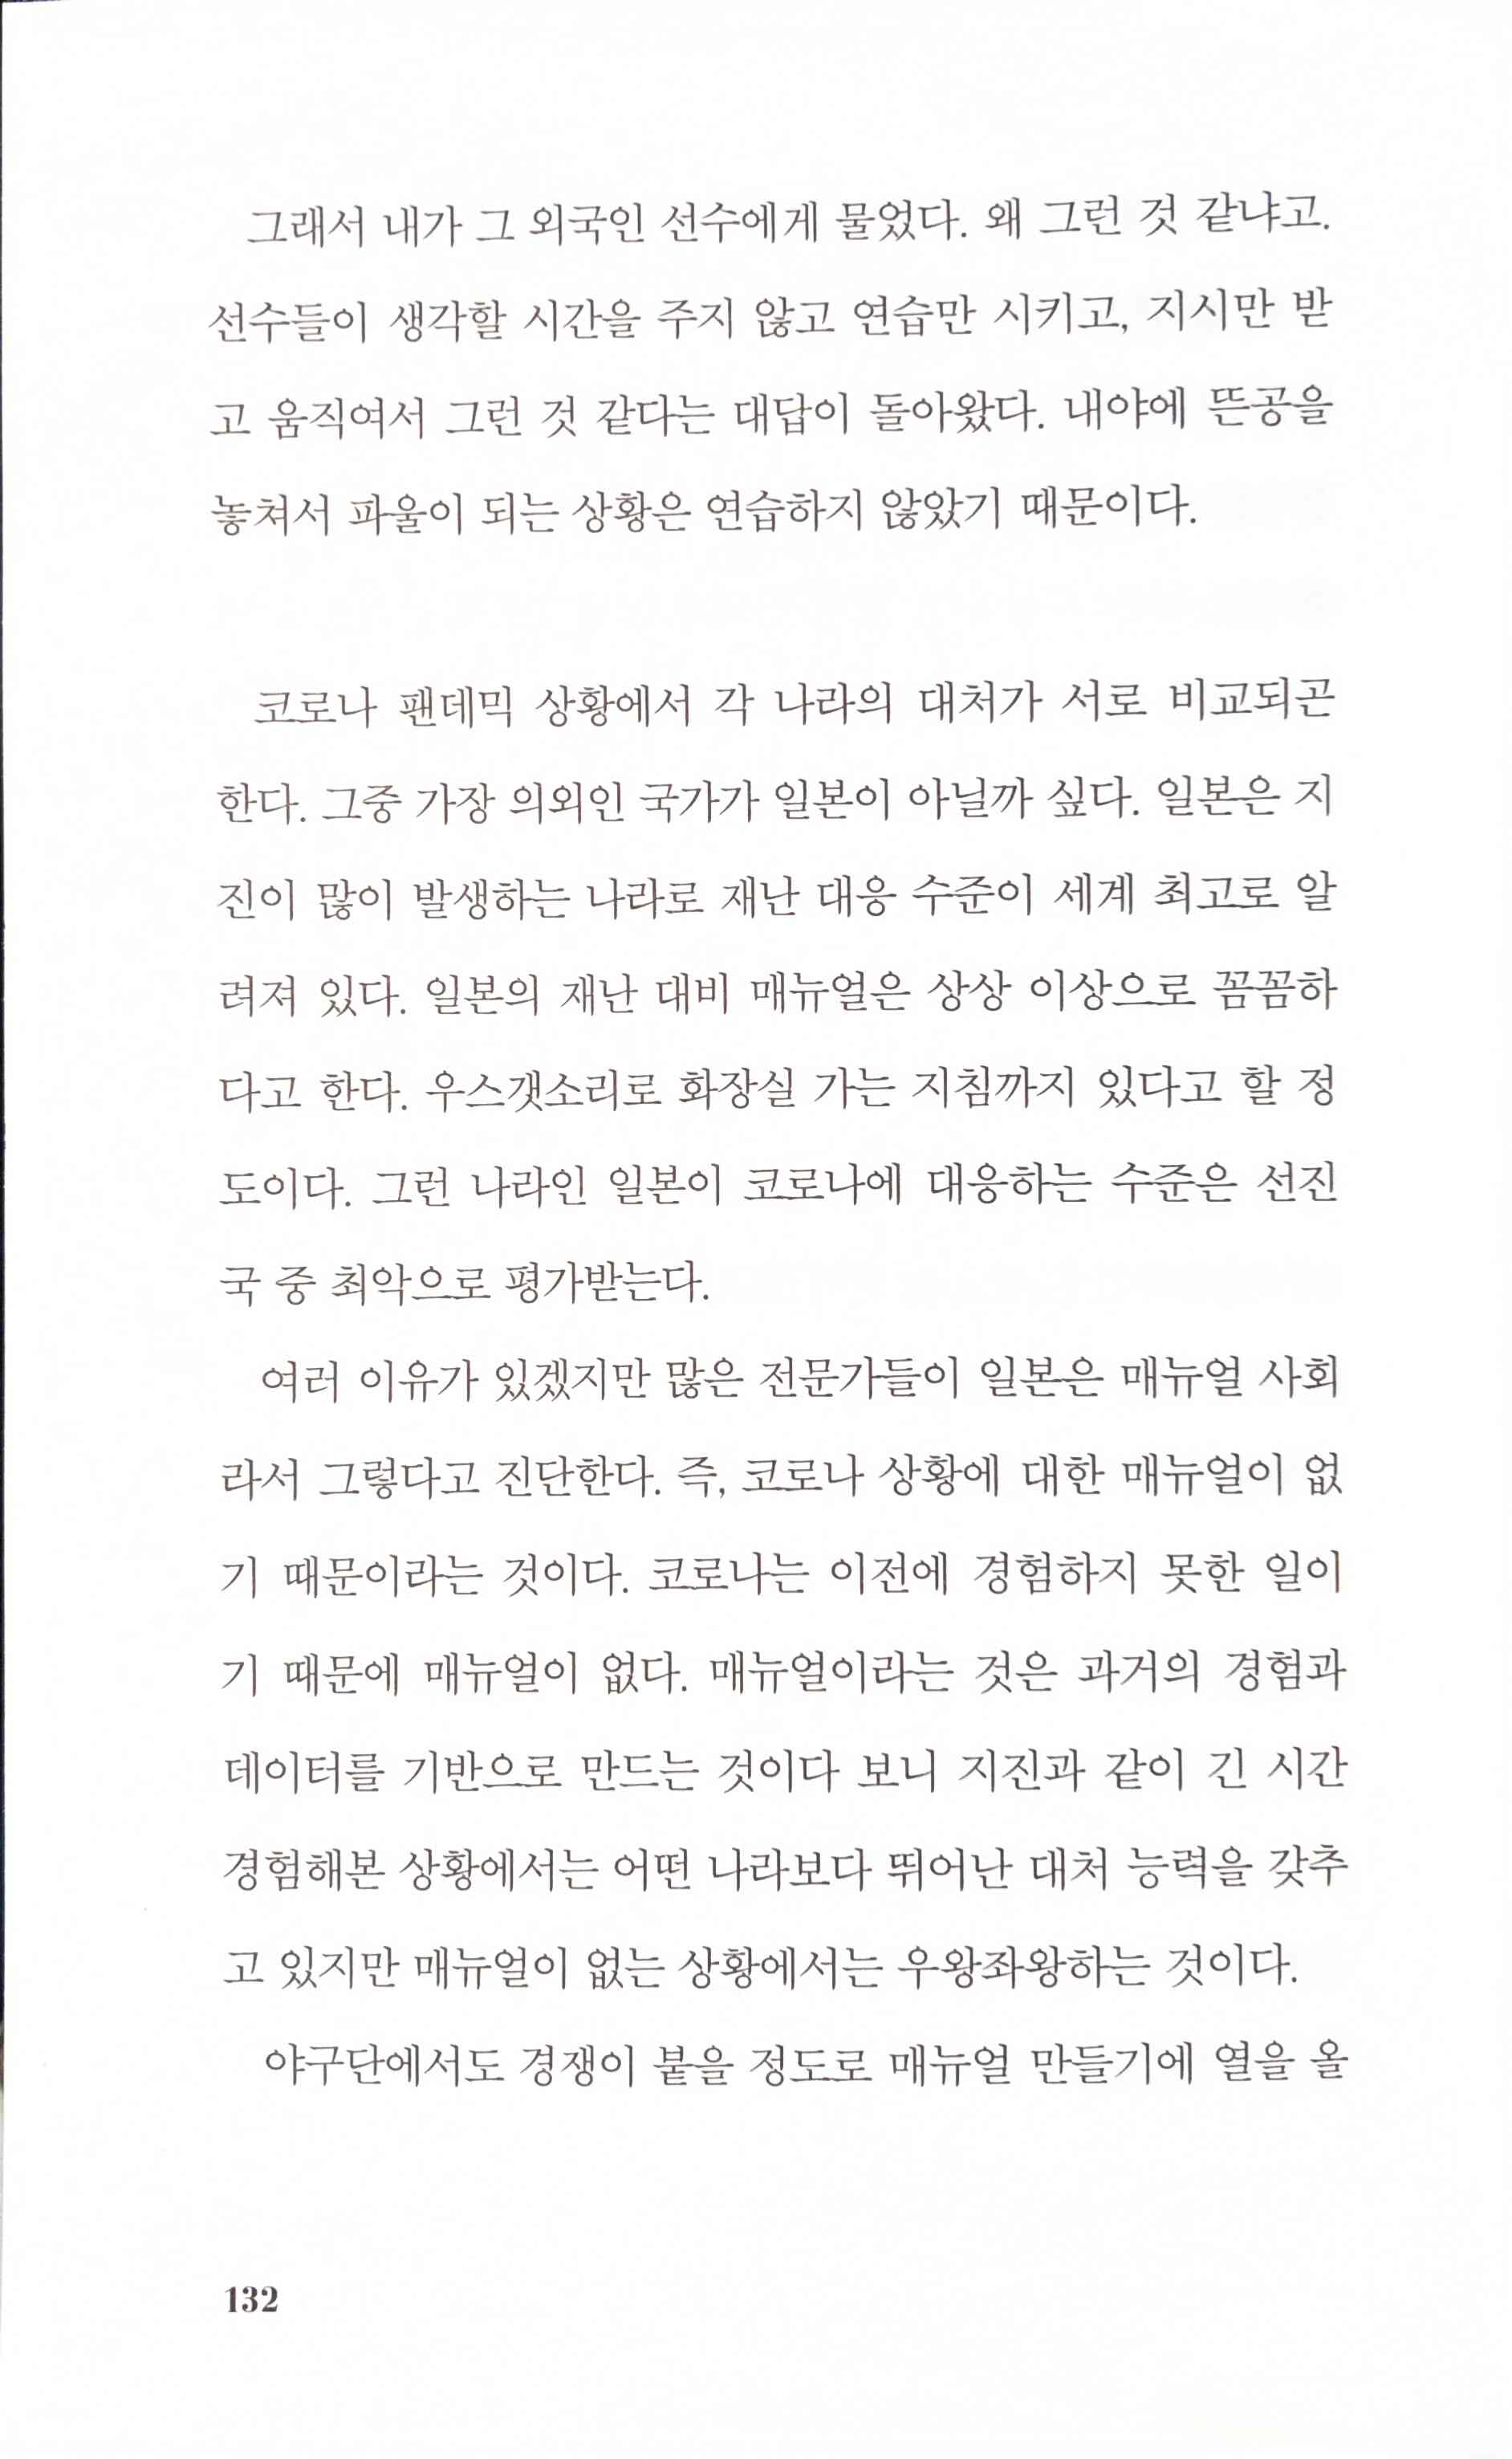 그래서 내가 그 외국인 선수에게 물었다. 왜 그런 것 같냐고.
선수들이 생각할 시간을 주지 않고 연습만 시키고, 지시만 받
고 움직여서 그런 것 같다는 대답이 돌아왔다. 내야에 뜬공을
놓쳐서 파울이 되는 상황은 연습하지 않았기 때문이다.
코로나 팬데믹 상황에서 각 나라의 대처가 서로 비교되곤
한다. 그중 가장 의외인 국가가 일본이 아닐까 싶다. 일본은 지
진이 많이 발생하는 나라로 재난 대응 수준이 세계 최고로 알
려져 있다. 일본의 재난 대비 매뉴얼은 상상 이상으로 꼼꼼하
다고 한다. 우스갯소리로 화장실 가는 지침까지 있다고 할 정
도이다. 그런 나라인 일본이 코로나에 대응하는 수준은 선진
국 중 최악으로 평가받는다.
여러 이유가 있겠지만 많은 전문가들이 일본은 매뉴얼 사회
라서 그렇다고 진단한다. 즉, 코로나 상황에 대한 매뉴얼이 없
기 때문이라는 것이다. 코로나는 이전에 경험하지 못한 일이
기 때문에 매뉴얼이 없다. 매뉴얼이라는 것은 과거의 경험과
데이터를 기반으로 만드는 것이다 보니 지진과 같이 긴 시간
경험해본 상황에서는 어떤 나라보다 뛰어난 대처 능력을 갖추
고 있지만 매뉴얼이 없는 상황에서는 우왕좌왕하는 것이다.
야구단에서도 경쟁이 붙을 정도로 매뉴얼 만들기에 열을 올
132